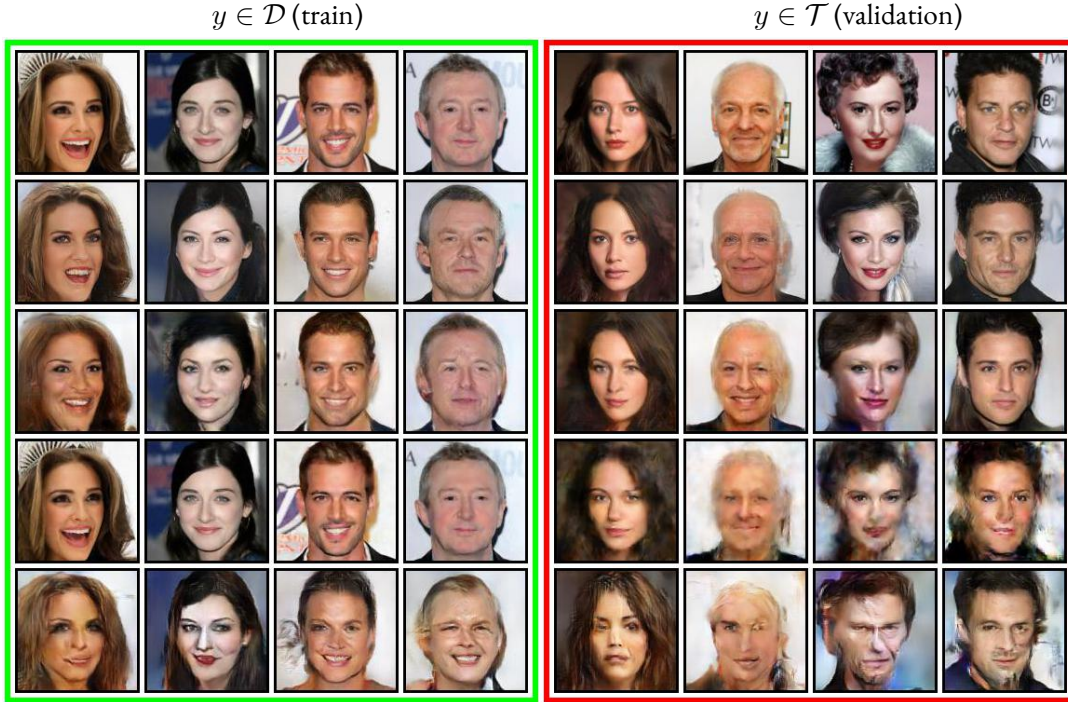 y ∈ 𝒟 (train)
y ∈ 𝒯 (validation)